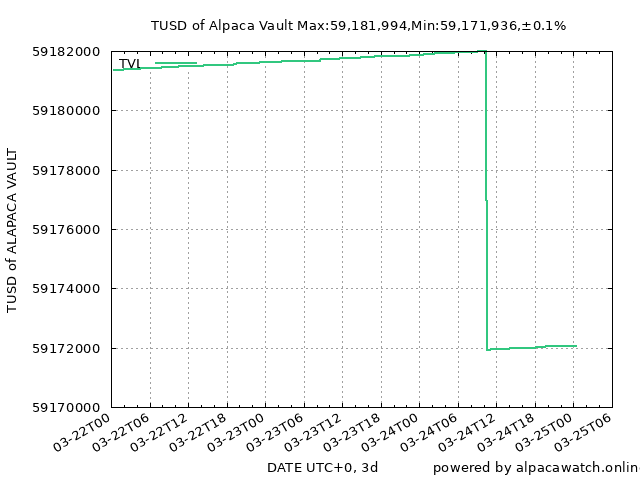 TUSD of Alpaca Vault Max:59,181,994,Min:59,171,936,±0.1%
59182000
TVL
59180000
59178000
59176000
59174000
59172000
59170000
TUSD of ALAPACA VAULT
03-22T00
03-22T06
03-22T12
03-22T18
03-23T00
03-23T06
03-23T12
03-23T18
03-24T00
03-24T06
03-24T12
03-24T18
03-25T00
03-25T06
DATE UTC+0, 3d
powered by alpacawatch.onlin